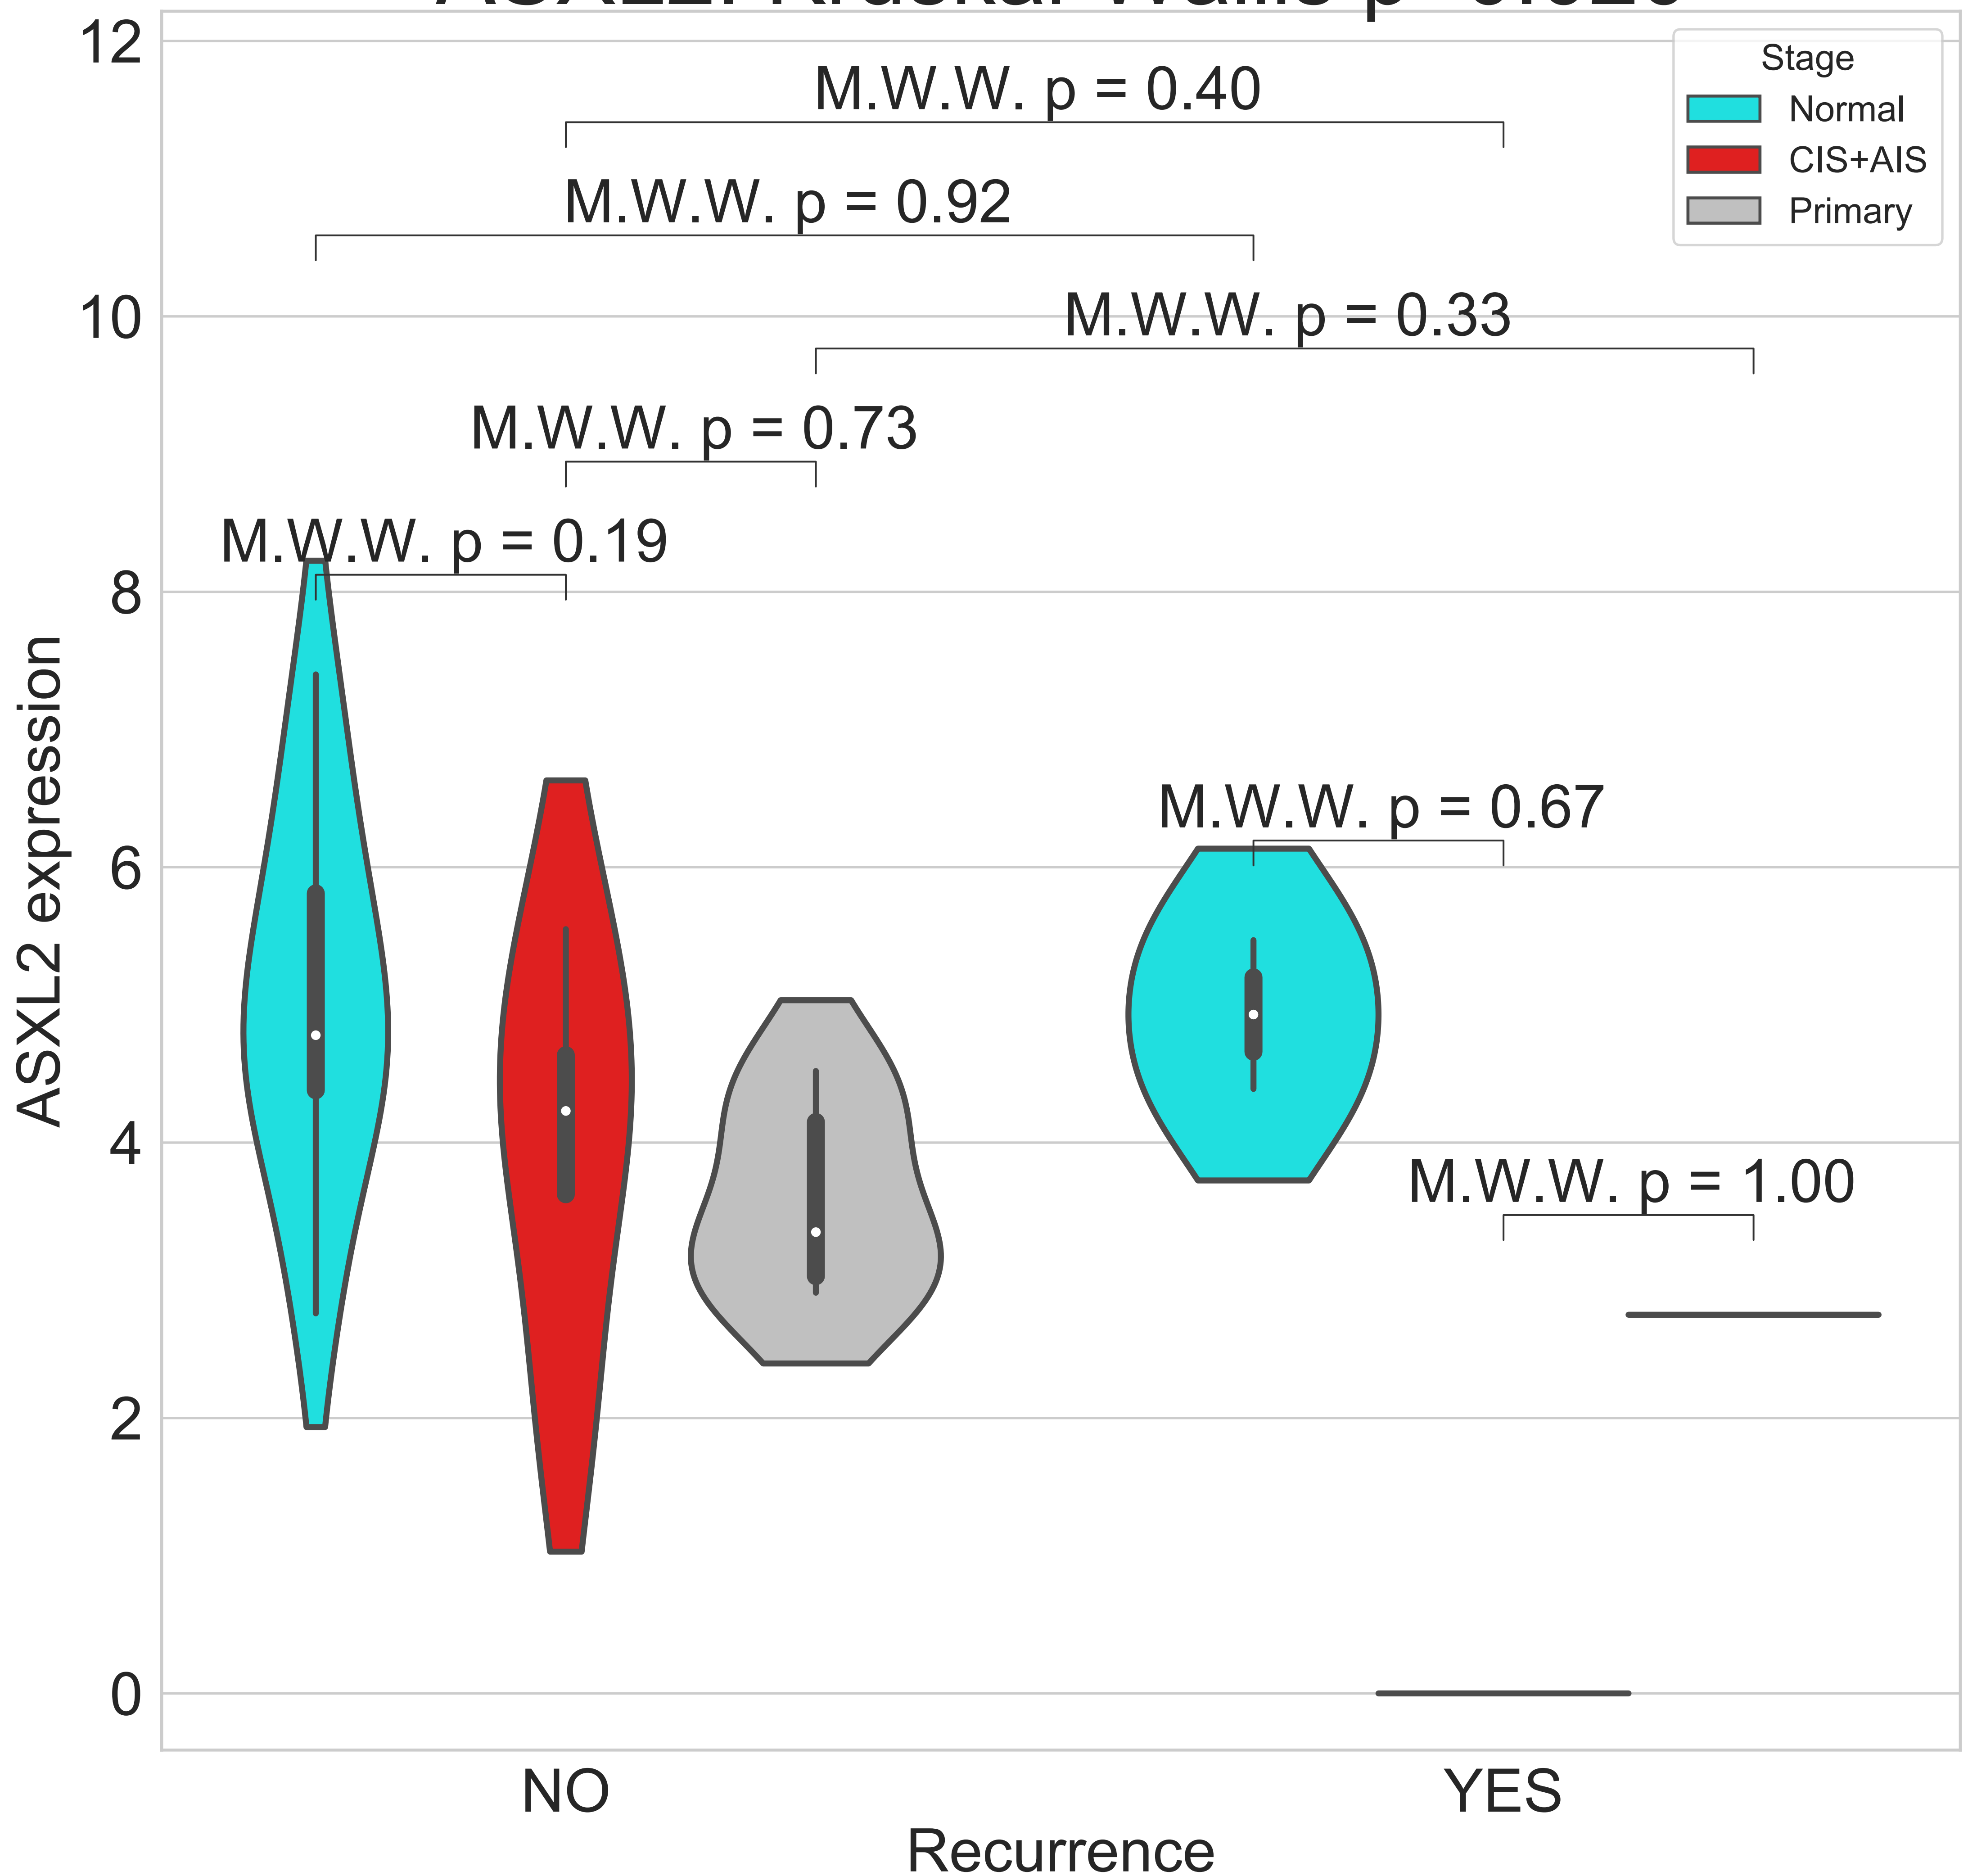 12
10
8
6
4
2
0
ASXL2 expression
M.W.W. p = 0.40
M.W.W. p = 0.92
M.W.W. p = 0.33
M.W.W. p = 0.73
M.W.W. p = 0.19
M.W.W. p = 0.67
M.W.W. p = 1.00
Stage
Normal
CIS+AIS
Primary
NO
YES
Recurrence